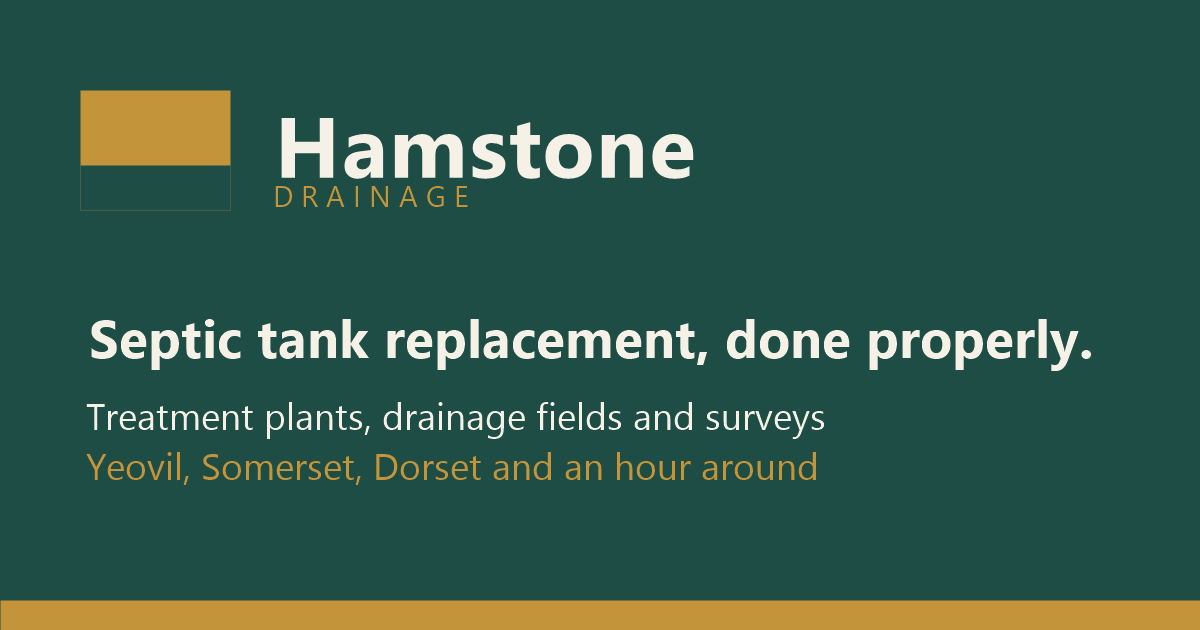 Hamstone
DRAINAGE
Septic tank replacement, done properly.
Treatment plants, drainage fields and surveys
Yeovil, Somerset, Dorset and an hour around